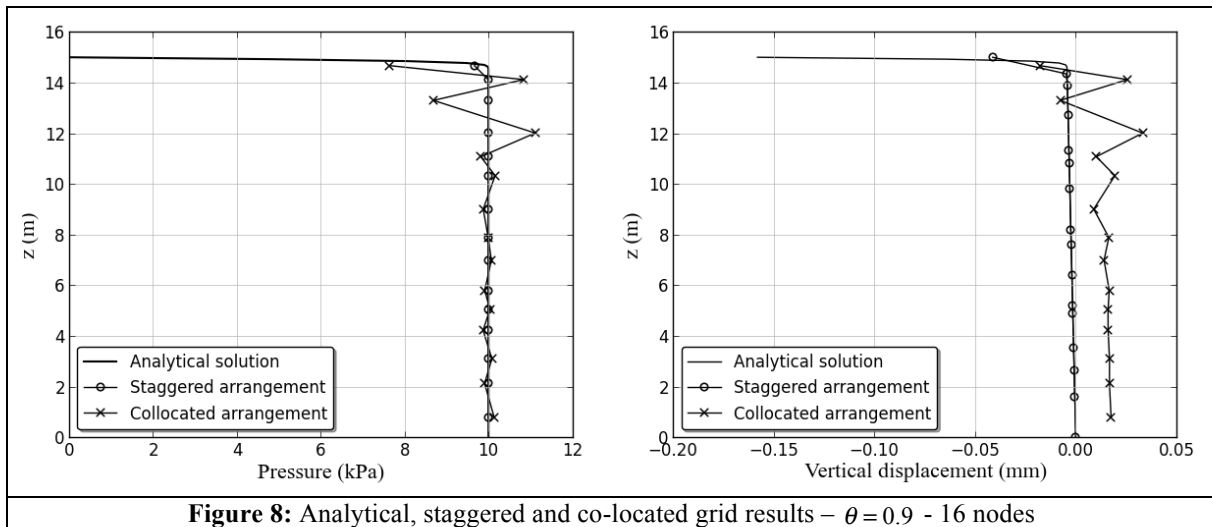 16
14
12
10
8
6
4
2
0
z (m)
Analytical solution
Staggered arrangement
Collocated arrangement
0 2 4 6 8 10 12
Pressure (kPa)
16
14
12
10
8
6
4
2
0
z (m)
Analytical solution
Staggered arrangement
Collocated arrangement
−0.20 −0.15 −0.10 −0.05 0.00 0.05
Vertical displacement (mm)
Figure 8: Analytical, staggered and co-located grid results – θ = 0.9 - 16 nodes